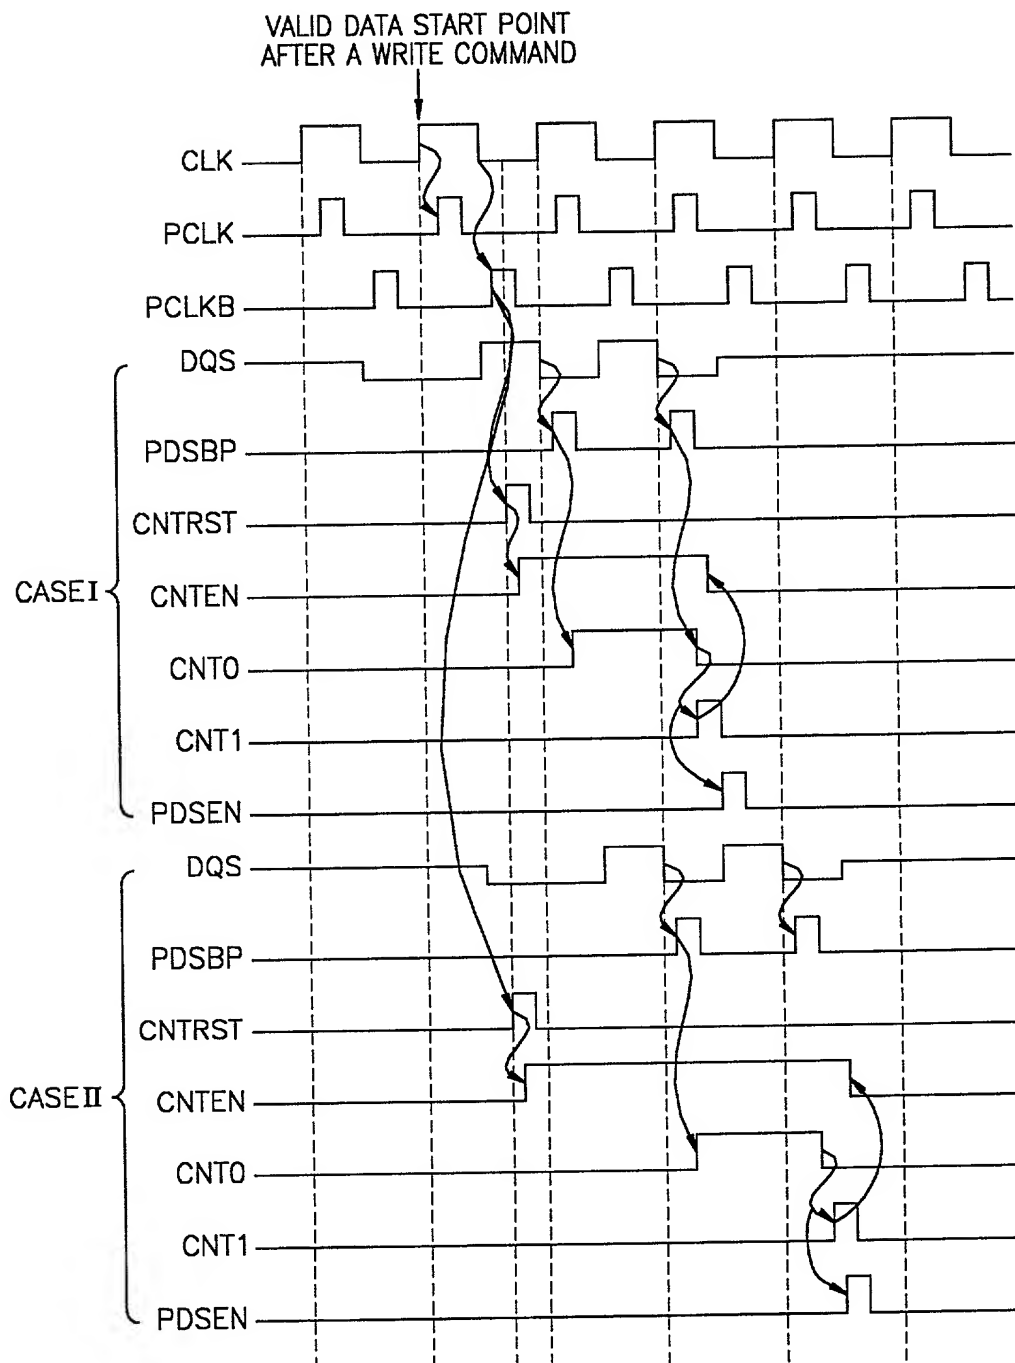 VALID DATA START POINT
AFTER A WRITE COMMAND
CLK
PCLK
PCLKB
DQS
PDSBP
CNTRST
CASE I
CNTEN
CNT0
CNT1
PDSEN
DQS
PDSBP
CNTRST
CASE II
CNTEN
CNT0
CNT1
PDSEN